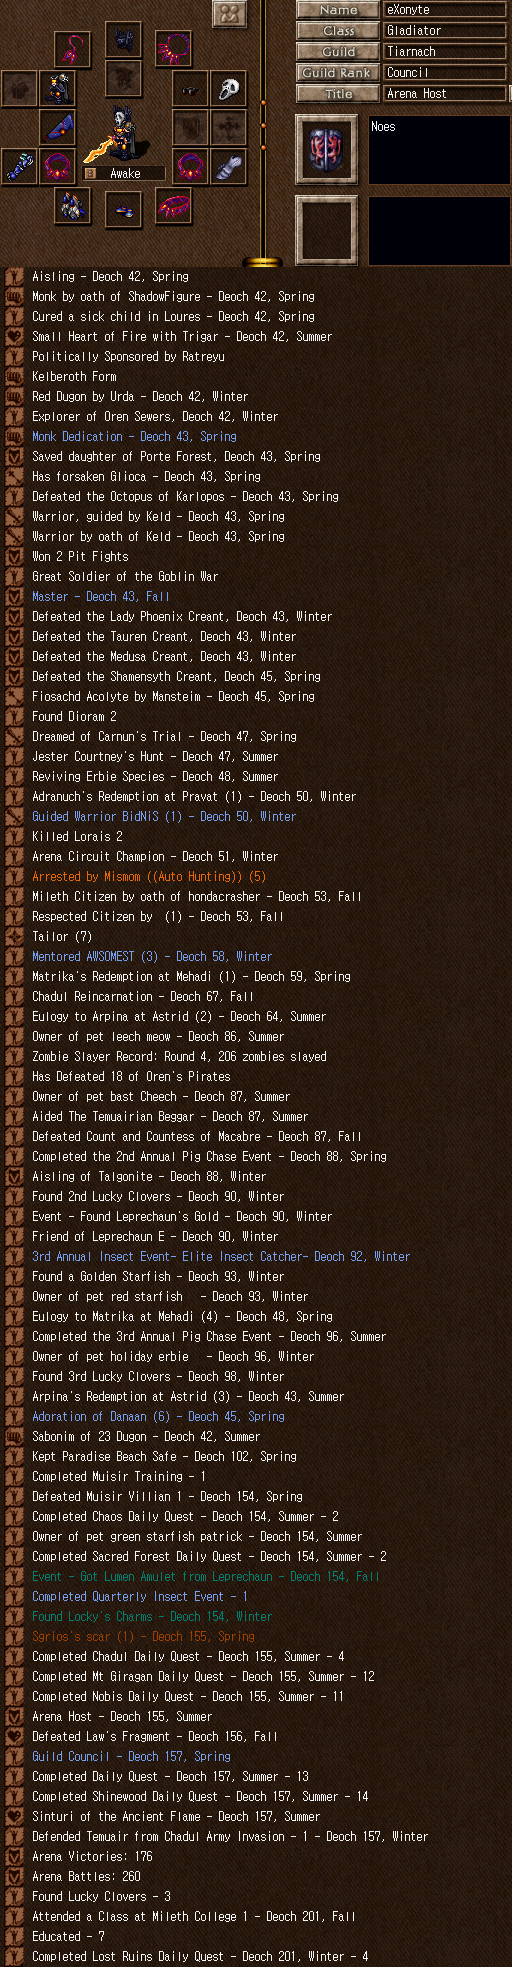 Name eXonyte
Class Gladiator
Guild Tiarnach
Guild Rank Council
Title Arena Host
Noes
Awake
Aisling - Deoch 42, Spring
Monk by oath of ShadowFigure - Deoch 42, Spring
Cured a sick child in Loures - Deoch 42, Spring
Small Heart of Fire with Trigar - Deoch 42, Summer
Politically Sponsored by Ratreyu
Kelberoth Form
Red Dugon by Urda - Deoch 42, Winter
Explorer of Oren Sewers, Deoch 42, Winter
Monk Dedication - Deoch 43, Spring
Saved daughter of Porte Forest, Deoch 43, Spring
Has forsaken Glioca - Deoch 43, Spring
Defeated the Octopus of Karlopos - Deoch 43, Spring
Warrior, guided by Keld - Deoch 43, Spring
Warrior by oath of Keld - Deoch 43, Spring
Won 2 Pit Fights
Great Soldier of the Goblin War
Master - Deoch 43, Fall
Defeated the Lady Phoenix Creant, Deoch 43, Winter
Defeated the Tauren Creant, Deoch 43, Winter
Defeated the Medusa Creant, Deoch 43, Winter
Defeated the Shamensyth Creant, Deoch 45, Spring
Fiosachd Acolyte by Mansteim - Deoch 45, Spring
Found Dioram 2
Dreamed of Carnun's Trial - Deoch 47, Spring
Jester Courtney's Hunt - Deoch 47, Summer
Reviving Erbie Species - Deoch 48, Summer
Adranuch's Redemption at Pravat (1) - Deoch 50, Winter
Guided Warrior BidNiS (1) - Deoch 50, Winter
Killed Lorais 2
Arena Circuit Champion - Deoch 51, Winter
Arrested by Mismom ((Auto Hunting)) (5)
Mileth Citizen by oath of hondacrasher - Deoch 53, Fall
Respected Citizen by  (1) - Deoch 53, Fall
Tailor (7)
Mentored AWSOMEST (3) - Deoch 58, Winter
Matrika's Redemption at Mehadi (1) - Deoch 59, Spring
Chadul Reincarnation - Deoch 67, Fall
Eulogy to Arpina at Astrid (2) - Deoch 64, Summer
Owner of pet leech meow - Deoch 86, Summer
Zombie Slayer Record: Round 4, 206 zombies slayed
Has Defeated 18 of Oren's Pirates
Owner of pet bast Cheech - Deoch 87, Summer
Aided The Temuairian Beggar - Deoch 87, Summer
Defeated Count and Countess of Macabre - Deoch 87, Fall
Completed the 2nd Annual Pig Chase Event - Deoch 88, Spring
Aisling of Talgonite - Deoch 88, Winter
Found 2nd Lucky Clovers - Deoch 90, Winter
Event - Found Leprechaun's Gold - Deoch 90, Winter
Friend of Leprechaun E - Deoch 90, Winter
3rd Annual Insect Event- Elite Insect Catcher- Deoch 92, Winter
Found a Golden Starfish - Deoch 93, Winter
Owner of pet red starfish   - Deoch 93, Winter
Eulogy to Matrika at Mehadi (4) - Deoch 48, Spring
Completed the 3rd Annual Pig Chase Event - Deoch 96, Summer
Owner of pet holiday erbie   - Deoch 96, Winter
Found 3rd Lucky Clovers - Deoch 98, Winter
Arpina's Redemption at Astrid (3) - Deoch 43, Summer
Adoration of Danaan (6) - Deoch 45, Spring
Sabonim of 23 Dugon - Deoch 42, Summer
Kept Paradise Beach Safe - Deoch 102, Spring
Completed Muisir Training - 1
Defeated Muisir Villian 1 - Deoch 154, Spring
Completed Chaos Daily Quest - Deoch 154, Summer - 2
Owner of pet green starfish patrick - Deoch 154, Summer
Completed Sacred Forest Daily Quest - Deoch 154, Summer - 2
Event - Got Lumen Amulet from Leprechaun - Deoch 154, Fall
Completed Quarterly Insect Event - 1
Found Locky's Charms - Deoch 154, Winter
Sgrios's scar (1) - Deoch 155, Spring
Completed Chadul Daily Quest - Deoch 155, Summer - 4
Completed Mt Giragan Daily Quest - Deoch 155, Summer - 12
Completed Nobis Daily Quest - Deoch 155, Summer - 11
Arena Host - Deoch 155, Summer
Defeated Law's Fragment - Deoch 156, Fall
Guild Council - Deoch 157, Spring
Completed Daily Quest - Deoch 157, Summer - 13
Completed Shinewood Daily Quest - Deoch 157, Summer - 14
Sinturi of the Ancient Flame - Deoch 157, Summer
Defended Temuair from Chadul Army Invasion - 1 - Deoch 157, Winter
Arena Victories: 176
Arena Battles: 260
Found Lucky Clovers - 3
Attended a Class at Mileth College 1 - Deoch 201, Fall
Educated - 7
Completed Lost Ruins Daily Quest - Deoch 201, Winter - 4